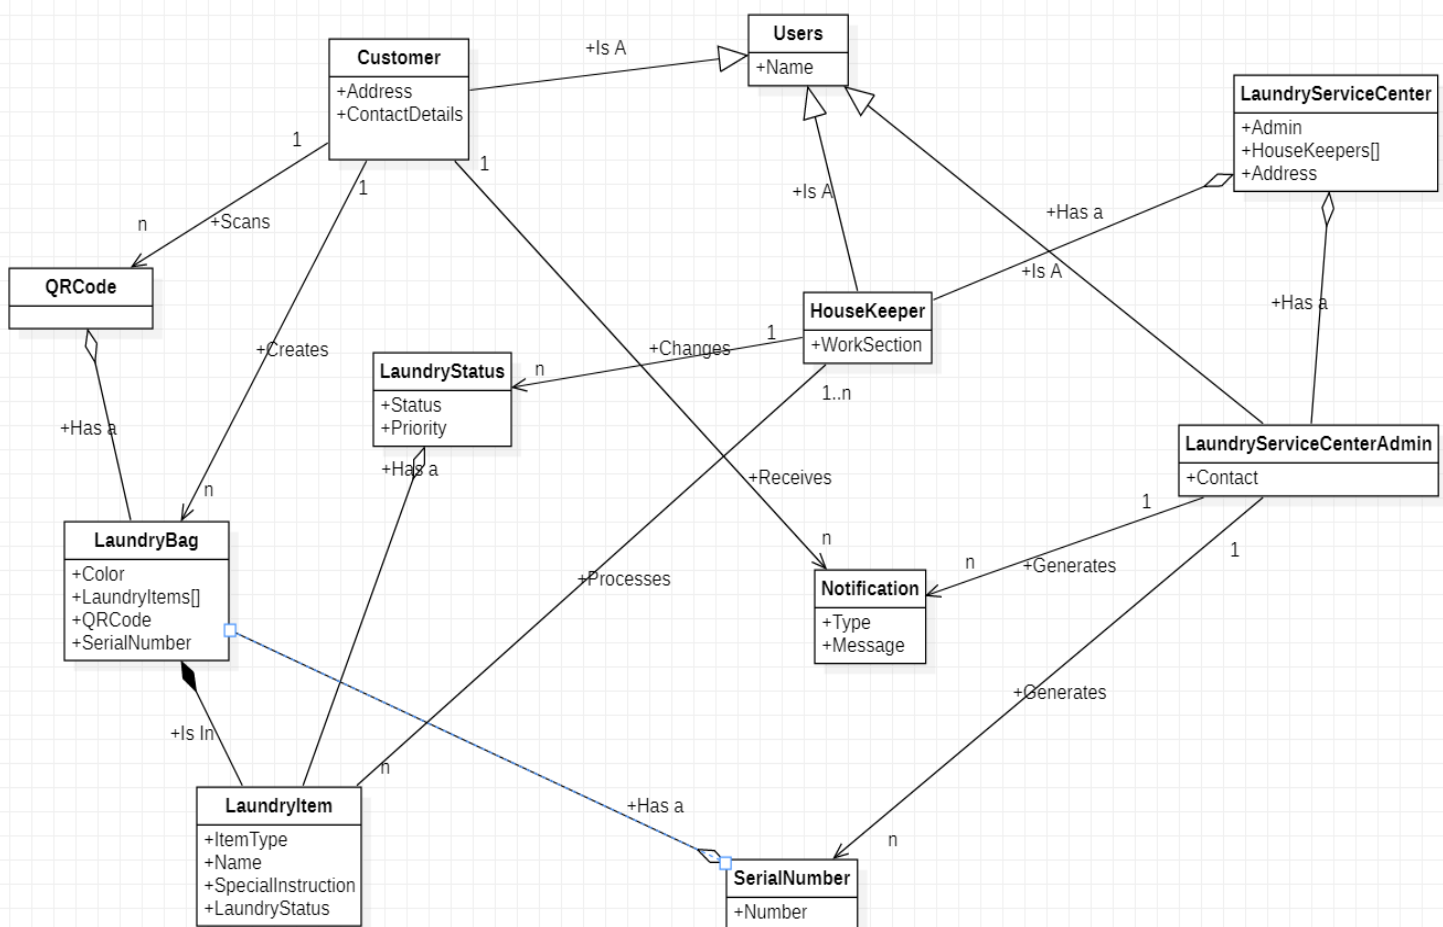 Users
+Name
Customer
+Address
+ContactDetails
+Is A
LaundryServiceCenter
+Admin
+HouseKeepers[]
+Address
1
1
1
+Is A
+Has a
n
+Scans
+Is A
QRCode
+Has a
HouseKeeper
+WorkSection
1
+Changes
n
+Creates
LaundryStatus
+Status
+Priority
1..n
+Has a
+Has a
LaundryServiceCenterAdmin
+Contact
+Receives
n
1
n
1
LaundryBag
+Color
+LaundryItems[]
+QRCode
+SerialNumber
n
+Generates
+Processes
Notification
+Type
+Message
+Generates
+Is In
n
+Has a
LaundryItem
+ItemType
+Name
+SpecialInstruction
+LaundryStatus
n
SerialNumber
+Number